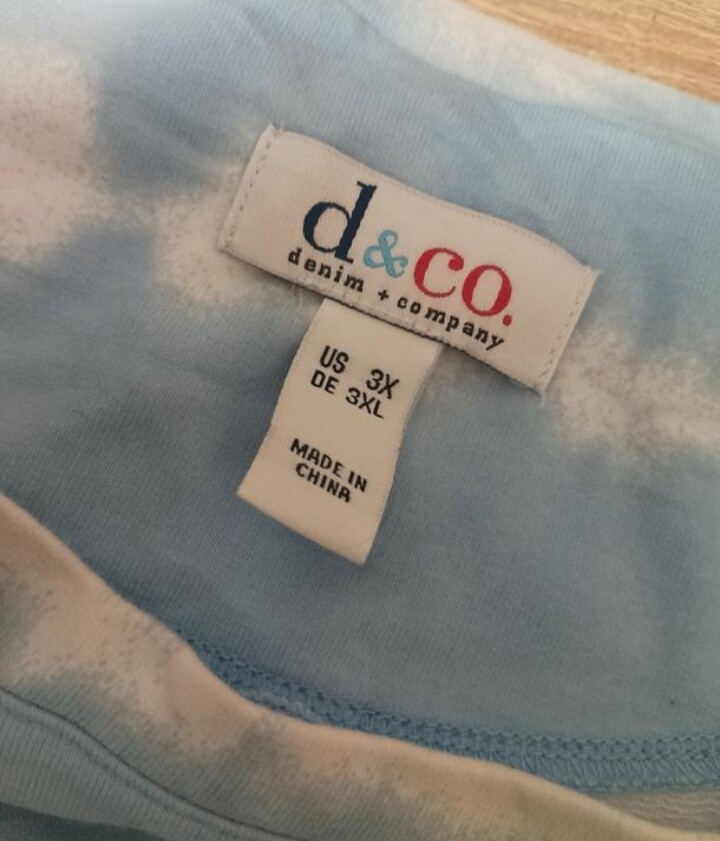 d&co.
denim + company
US 3X
DE 3XL
MADE IN
CHINA